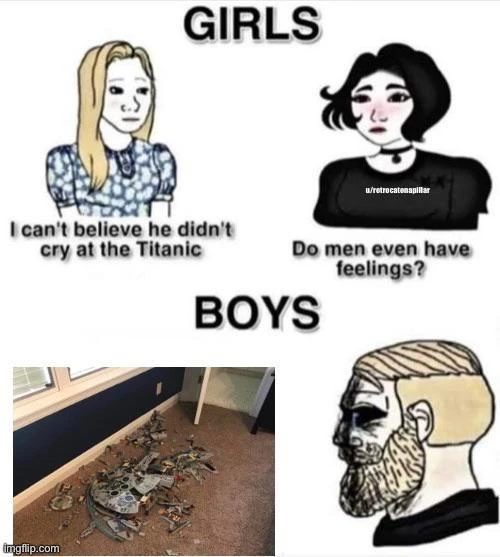 GIRLS
u/retrocatonapillar
I can't believe he didn't
cry at the Titanic
Do men even have
feelings?
BOYS
imgflip.com